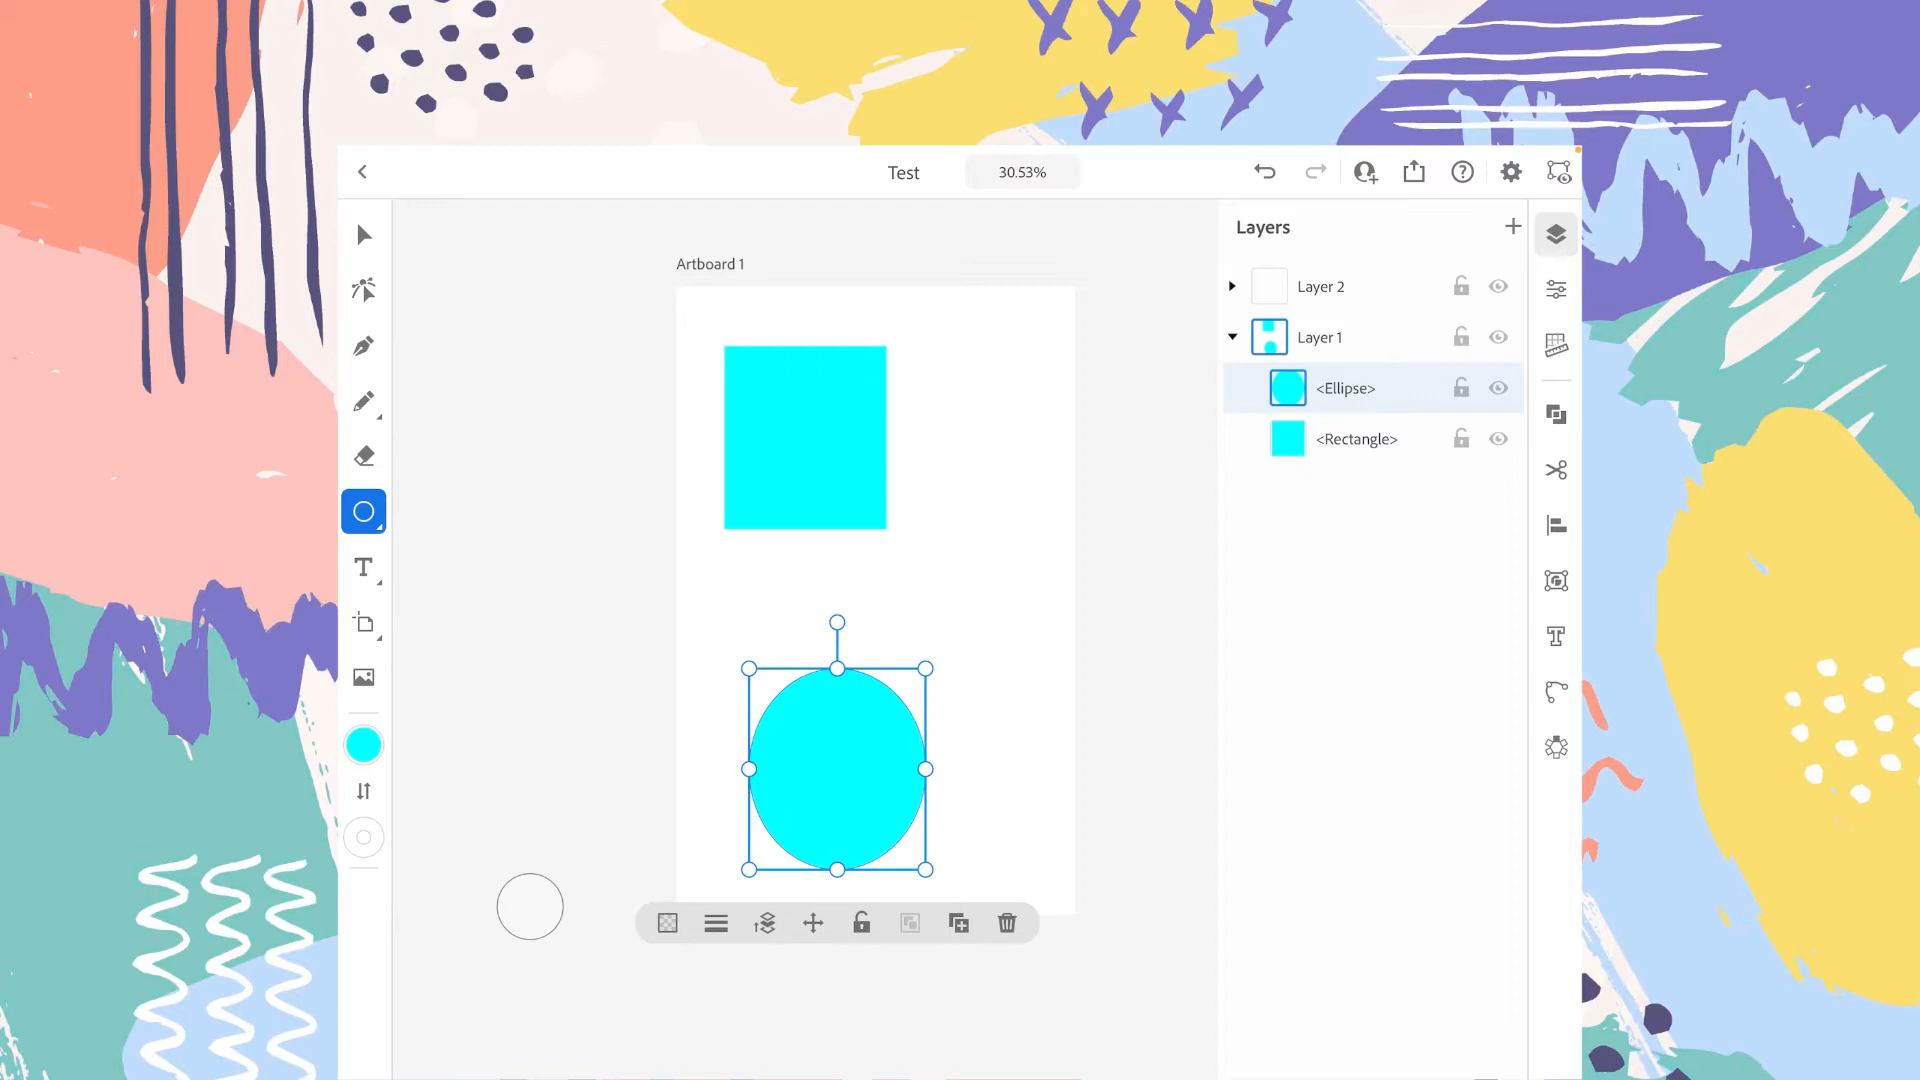 Test
30.53%
Artboard 1
Layers
Layer 2
Layer 1
<Ellipse>
<Rectangle>